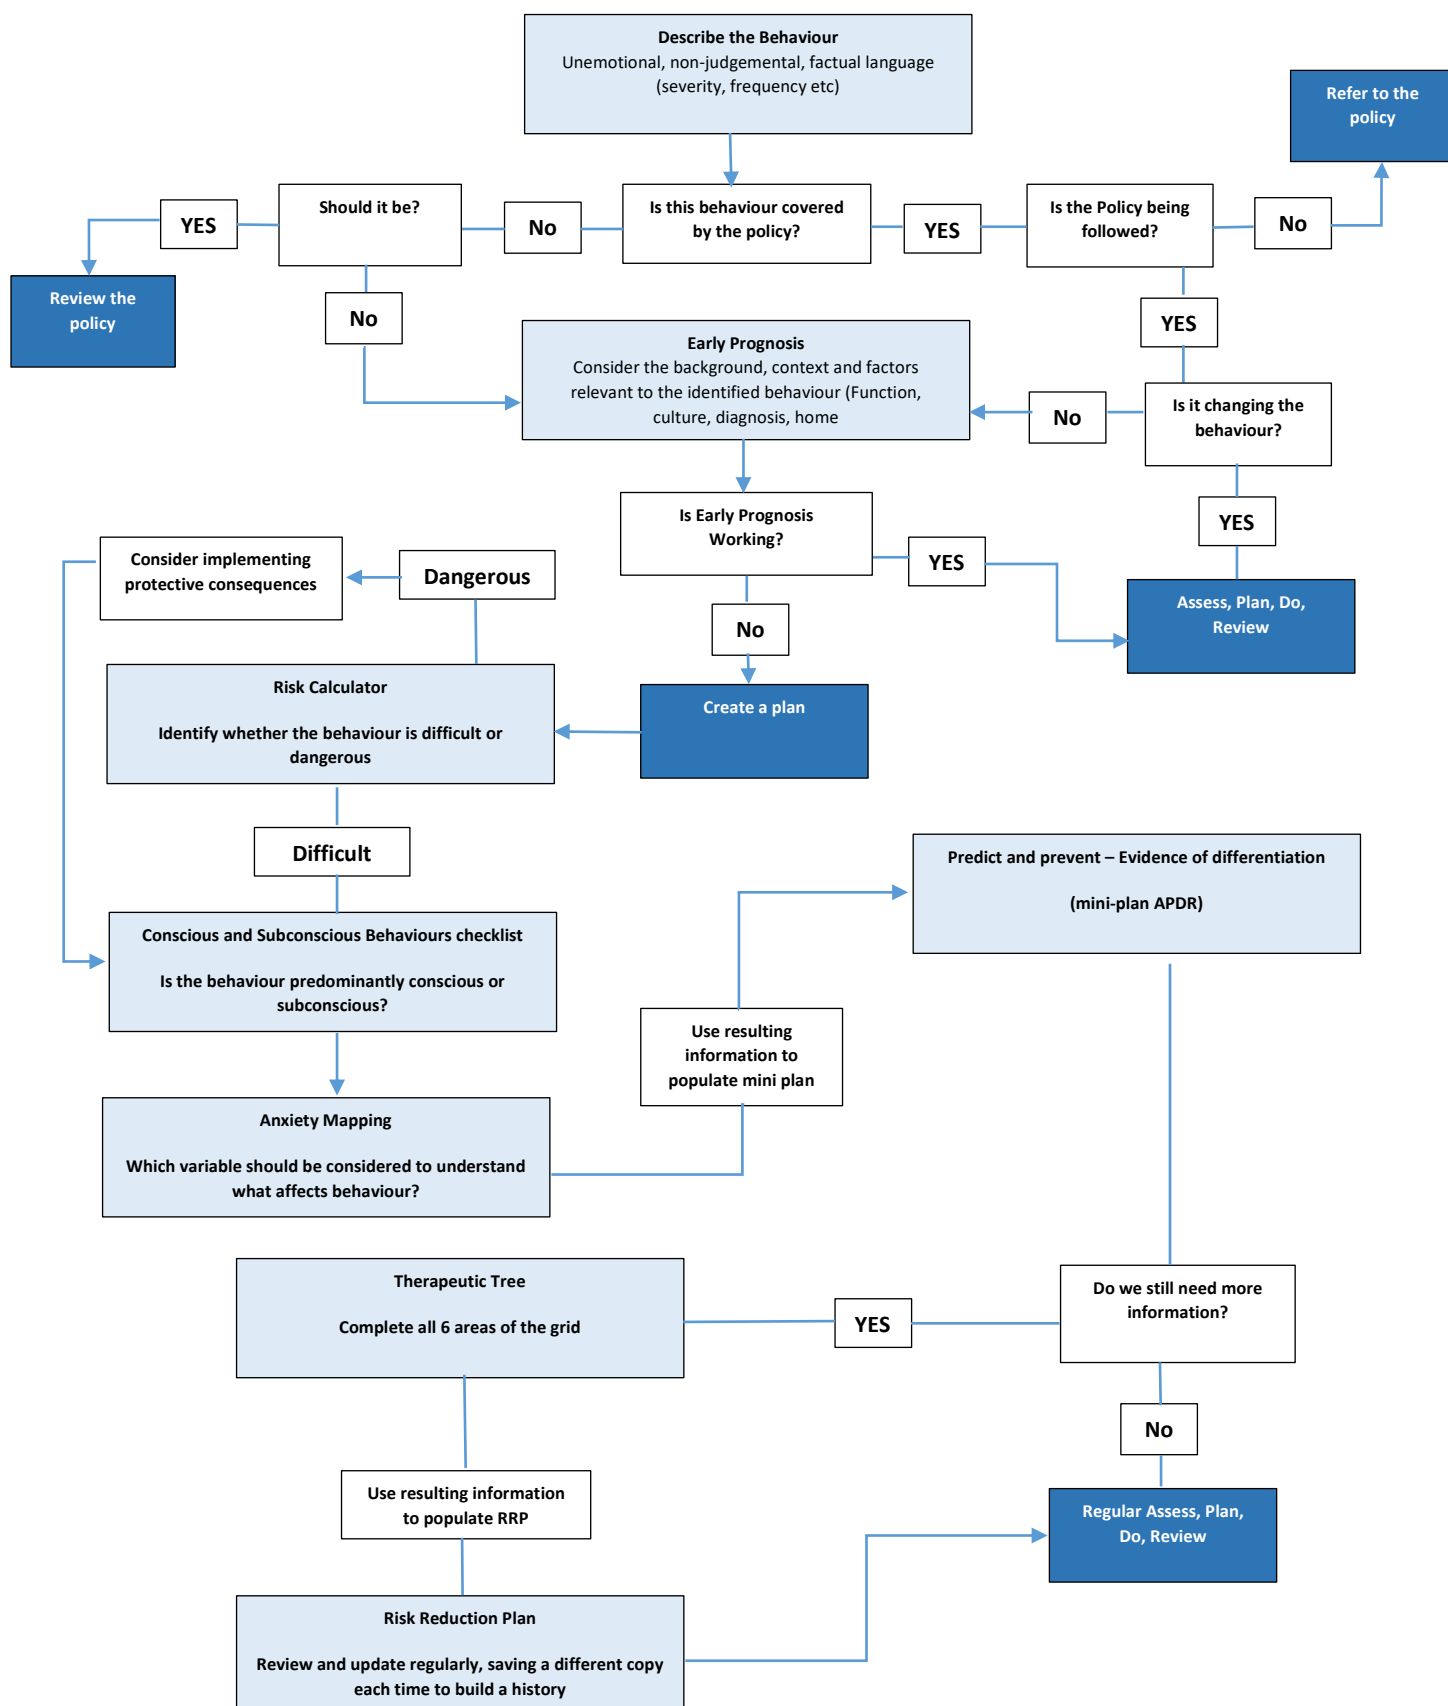 Describe the Behaviour
Unemotional, non-judgemental, factual language
(severity, frequency etc)
Refer to the
policy
Should it be?
YES
No
Is this behaviour covered
by the policy?
YES
Is the Policy being
followed?
No
Review the
policy
No
YES
Early Prognosis
Consider the background, context and factors
relevant to the identified behaviour (Function,
culture, diagnosis, home
No
Is it changing the
behaviour?
Is Early Prognosis
Working?
YES
YES
Consider implementing
protective consequences
Dangerous
Assess, Plan, Do,
Review
No
Risk Calculator
Identify whether the behaviour is difficult or
dangerous
Create a plan
Difficult
Predict and prevent – Evidence of differentiation
(mini-plan APDR)
Conscious and Subconscious Behaviours checklist
Is the behaviour predominantly conscious or
subconscious?
Use resulting
information to
populate mini plan
Anxiety Mapping
Which variable should be considered to understand
what affects behaviour?
Therapeutic Tree
Complete all 6 areas of the grid
YES
Do we still need more
information?
No
Use resulting information
to populate RRP
Regular Assess, Plan,
Do, Review
Risk Reduction Plan
Review and update regularly, saving a different copy
each time to build a history